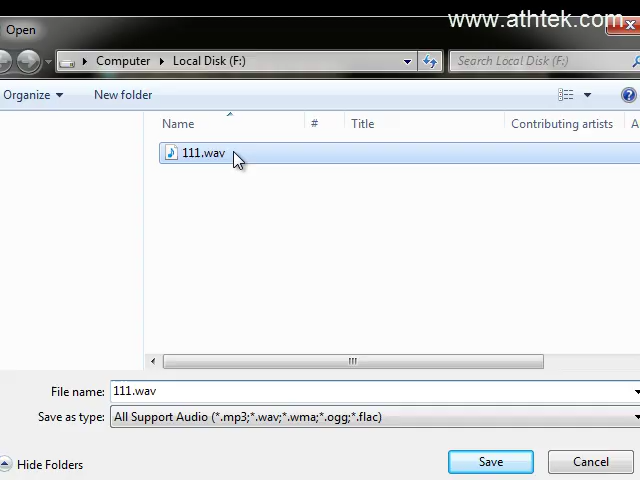 www.athtek.com
Open
Computer Local Disk (F:) Search Local Disk (F:)
Organize New folder
Name # Title Contributing artists A
111.wav
File name: 111.wav
Save as type: All Support Audio (*.mp3;*.wav;*.wma;*.ogg;*.flac)
Hide Folders Save Cancel